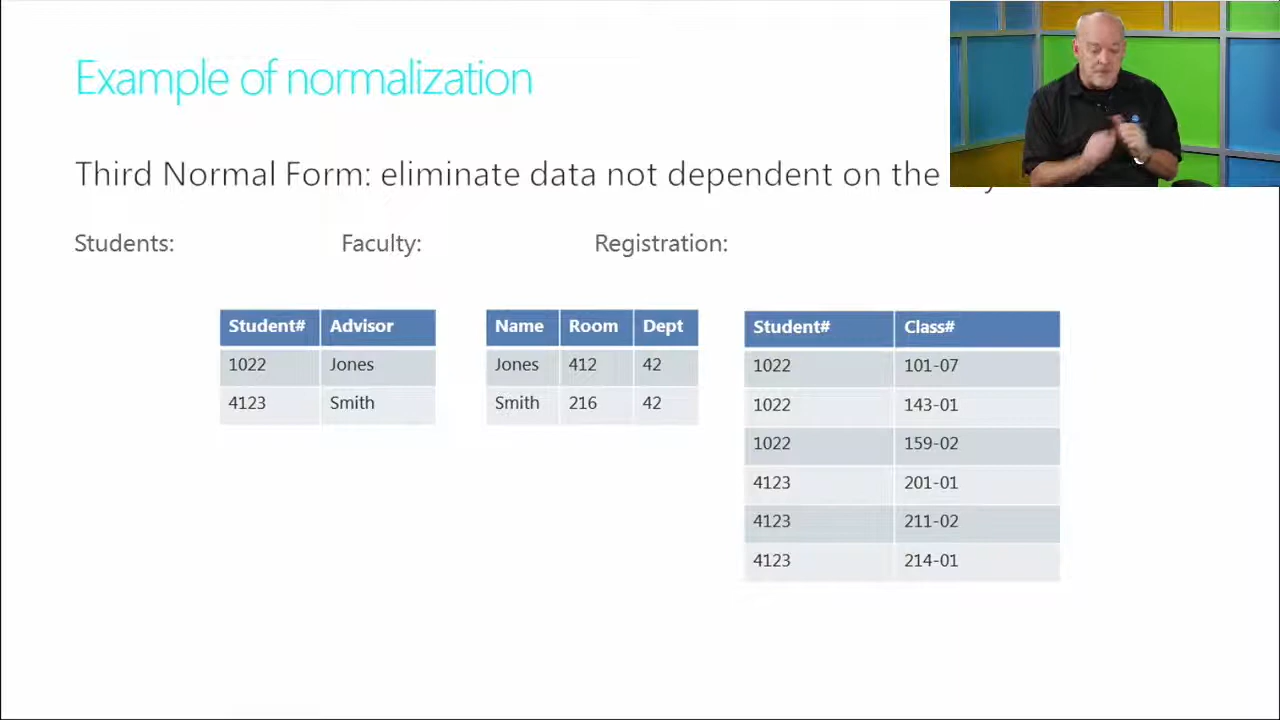 Example of normalization
Third Normal Form: eliminate data not dependent on the
Students: Faculty: Registration:
Student# Advisor
1022 Jones
4123 Smith
Name Room Dept
Jones 412 42
Smith 216 42
Student# Class#
1022 101-07
1022 143-01
1022 159-02
4123 201-01
4123 211-02
4123 214-01